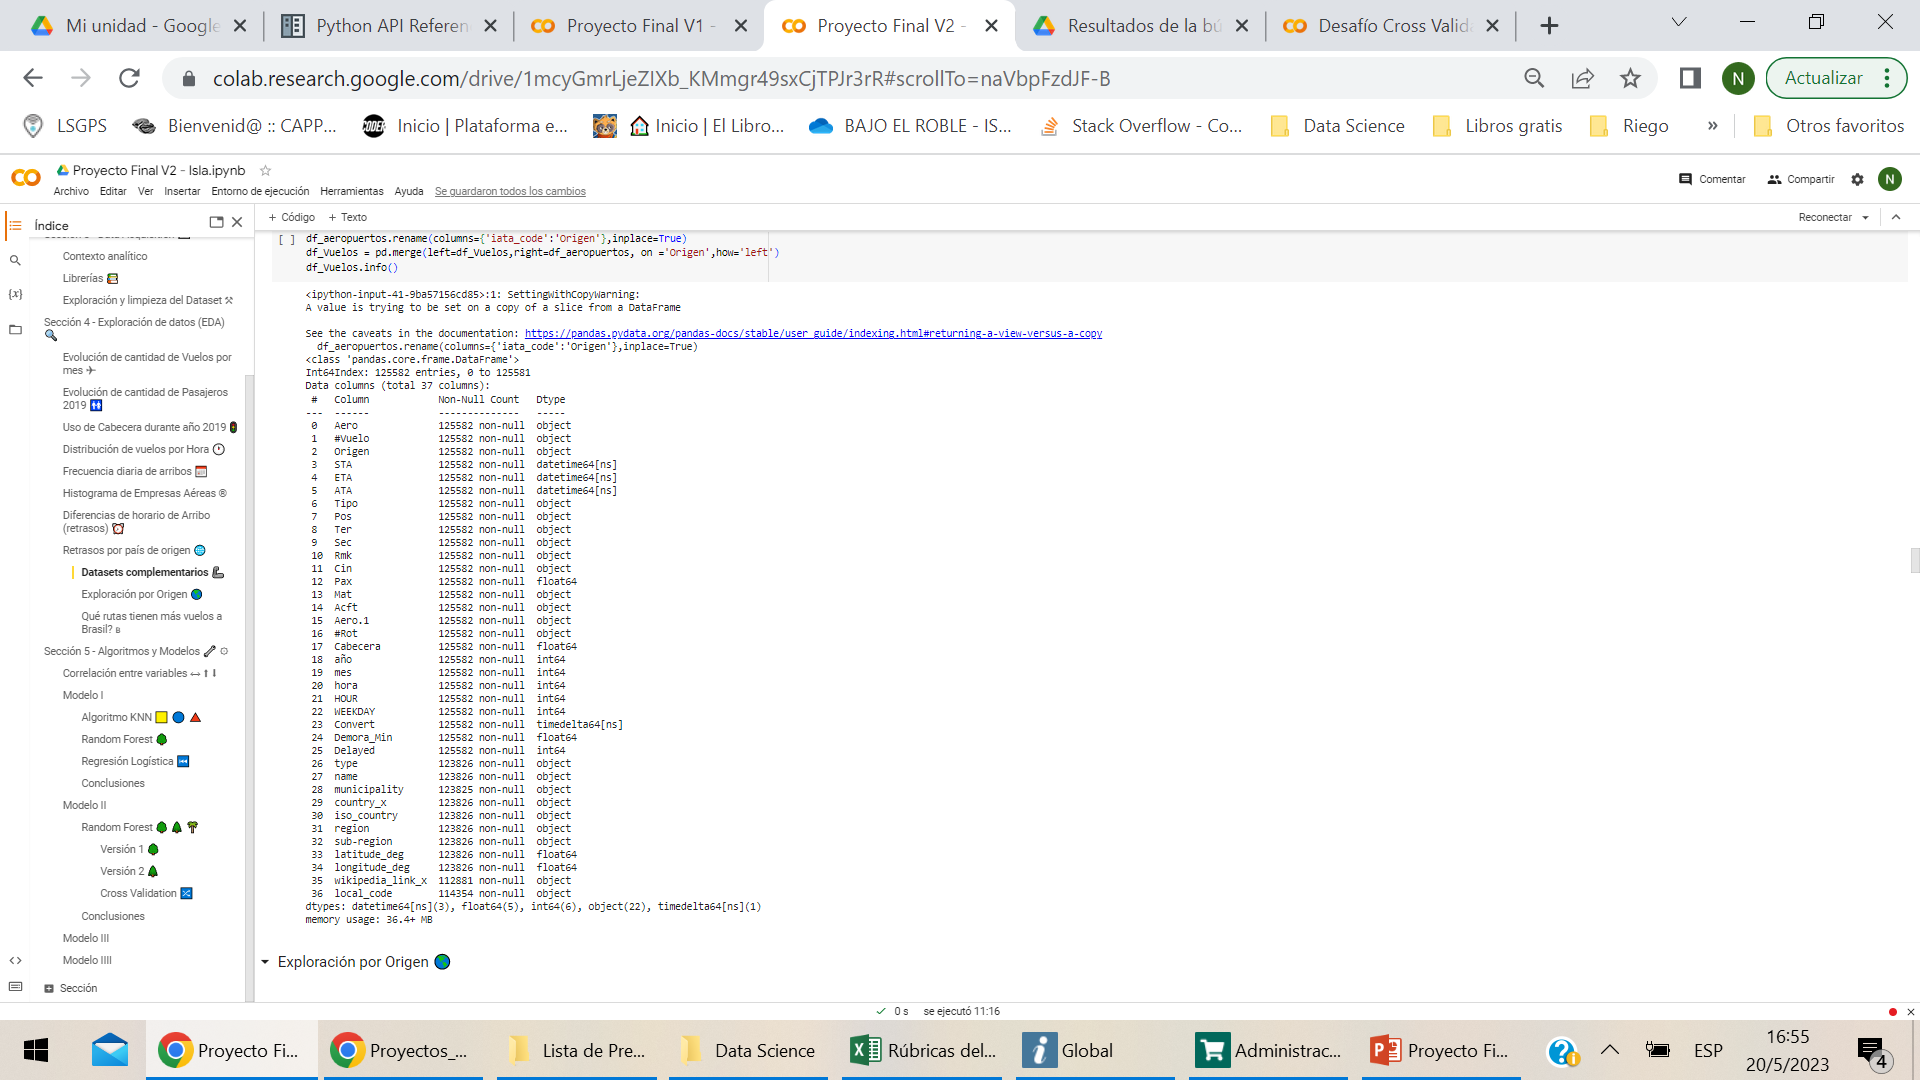 Mi unidad - Google
Python API Referen
Proyecto Final V1 -
Proyecto Final V2 -
Resultados de la bú
Desafío Cross Valida
colab.research.google.com/drive/1mcyGmrLjeZIXb_KMmgr49sxCjTPJr3rR#scrollTo=naVbpFzdJF-B
N
Actualizar
LSGPS
Bienvenid@ :: CAPP...
Inicio | Plataforma e...
Inicio | El Libro...
BAJO EL ROBLE - IS...
Stack Overflow - Co...
Data Science
Libros gratis
Riego
»
Otros favoritos
Proyecto Final V2 - Isla.ipynb
Archivo Editar Ver Insertar Entorno de ejecución Herramientas Ayuda Se guardaron todos los cambios
Comentar
Compartir
N
Índice
+ Código + Texto
Reconectar
Contexto analítico
Librerías
Exploración y limpieza del Dataset
Sección 4 - Exploración de datos (EDA)
Evolución de cantidad de Vuelos por
mes
Evolución de cantidad de Pasajeros
2019
Uso de Cabecera durante año 2019
Distribución de vuelos por Hora
Frecuencia diaria de arribos
Histograma de Empresas Aéreas ®
Diferencias de horario de Arribo
(retrasos)
Retrasos por país de origen
Datasets complementarios
Exploración por Origen
Qué rutas tienen más vuelos a
Brasil?
Sección 5 - Algoritmos y Modelos
Correlación entre variables
Modelo I
Algoritmo KNN
Random Forest
Regresión Logística
Conclusiones
Modelo II
Random Forest
Versión 1
Versión 2
Cross Validation
Conclusiones
Modelo III
Modelo IIII
Sección
[ ] df_aeropuertos.rename(columns={'iata_code':'Origen'},inplace=True)
df_Vuelos = pd.merge(left=df_Vuelos,right=df_aeropuertos, on ='Origen',how='left')
df_Vuelos.info()
<ipython-input-41-9ba57156cd85>:1: SettingWithCopyWarning:
A value is trying to be set on a copy of a slice from a DataFrame
See the caveats in the documentation: https://pandas.pydata.org/pandas-docs/stable/user_guide/indexing.html#returning-a-view-versus-a-copy
df_aeropuertos.rename(columns={'iata_code':'Origen'},inplace=True)
<class 'pandas.core.frame.DataFrame'>
Int64Index: 125582 entries, 0 to 125581
Data columns (total 37 columns):
# Column Non-Null Count Dtype
--- ------ -------------- -----
0 Aero 125582 non-null object
1 #Vuelo 125582 non-null object
2 Origen 125582 non-null object
3 STA 125582 non-null datetime64[ns]
4 ETA 125582 non-null datetime64[ns]
5 ATA 125582 non-null datetime64[ns]
6 Tipo 125582 non-null object
7 Pos 125582 non-null object
8 Ter 125582 non-null object
9 Sec 125582 non-null object
10 Rmk 125582 non-null object
11 Cin 125582 non-null object
12 Pax 125582 non-null float64
13 Mat 125582 non-null object
14 Acft 125582 non-null object
15 Aero.1 125582 non-null object
16 #Rot 125582 non-null object
17 Cabecera 125582 non-null float64
18 año 125582 non-null int64
19 mes 125582 non-null int64
20 hora 125582 non-null int64
21 HOUR 125582 non-null int64
22 WEEKDAY 125582 non-null int64
23 Convert 125582 non-null timedelta64[ns]
24 Demora_Min 125582 non-null float64
25 Delayed 125582 non-null int64
26 type 123826 non-null object
27 name 123826 non-null object
28 municipality 123825 non-null object
29 country_x 123826 non-null object
30 iso_country 123826 non-null object
31 region 123826 non-null object
32 sub-region 123826 non-null object
33 latitude_deg 123826 non-null float64
34 longitude_deg 123826 non-null float64
35 wikipedia_link_x 112881 non-null object
36 local_code 114354 non-null object
dtypes: datetime64[ns](3), float64(5), int64(6), object(22), timedelta64[ns](1)
memory usage: 36.4+ MB
Exploración por Origen
0 s se ejecutó 11:16
Proyecto Fi...
Proyectos_...
Lista de Pre...
Data Science
Rúbricas del...
Global
Administrac...
Proyecto Fi...
ESP
16:55
20/5/2023
4